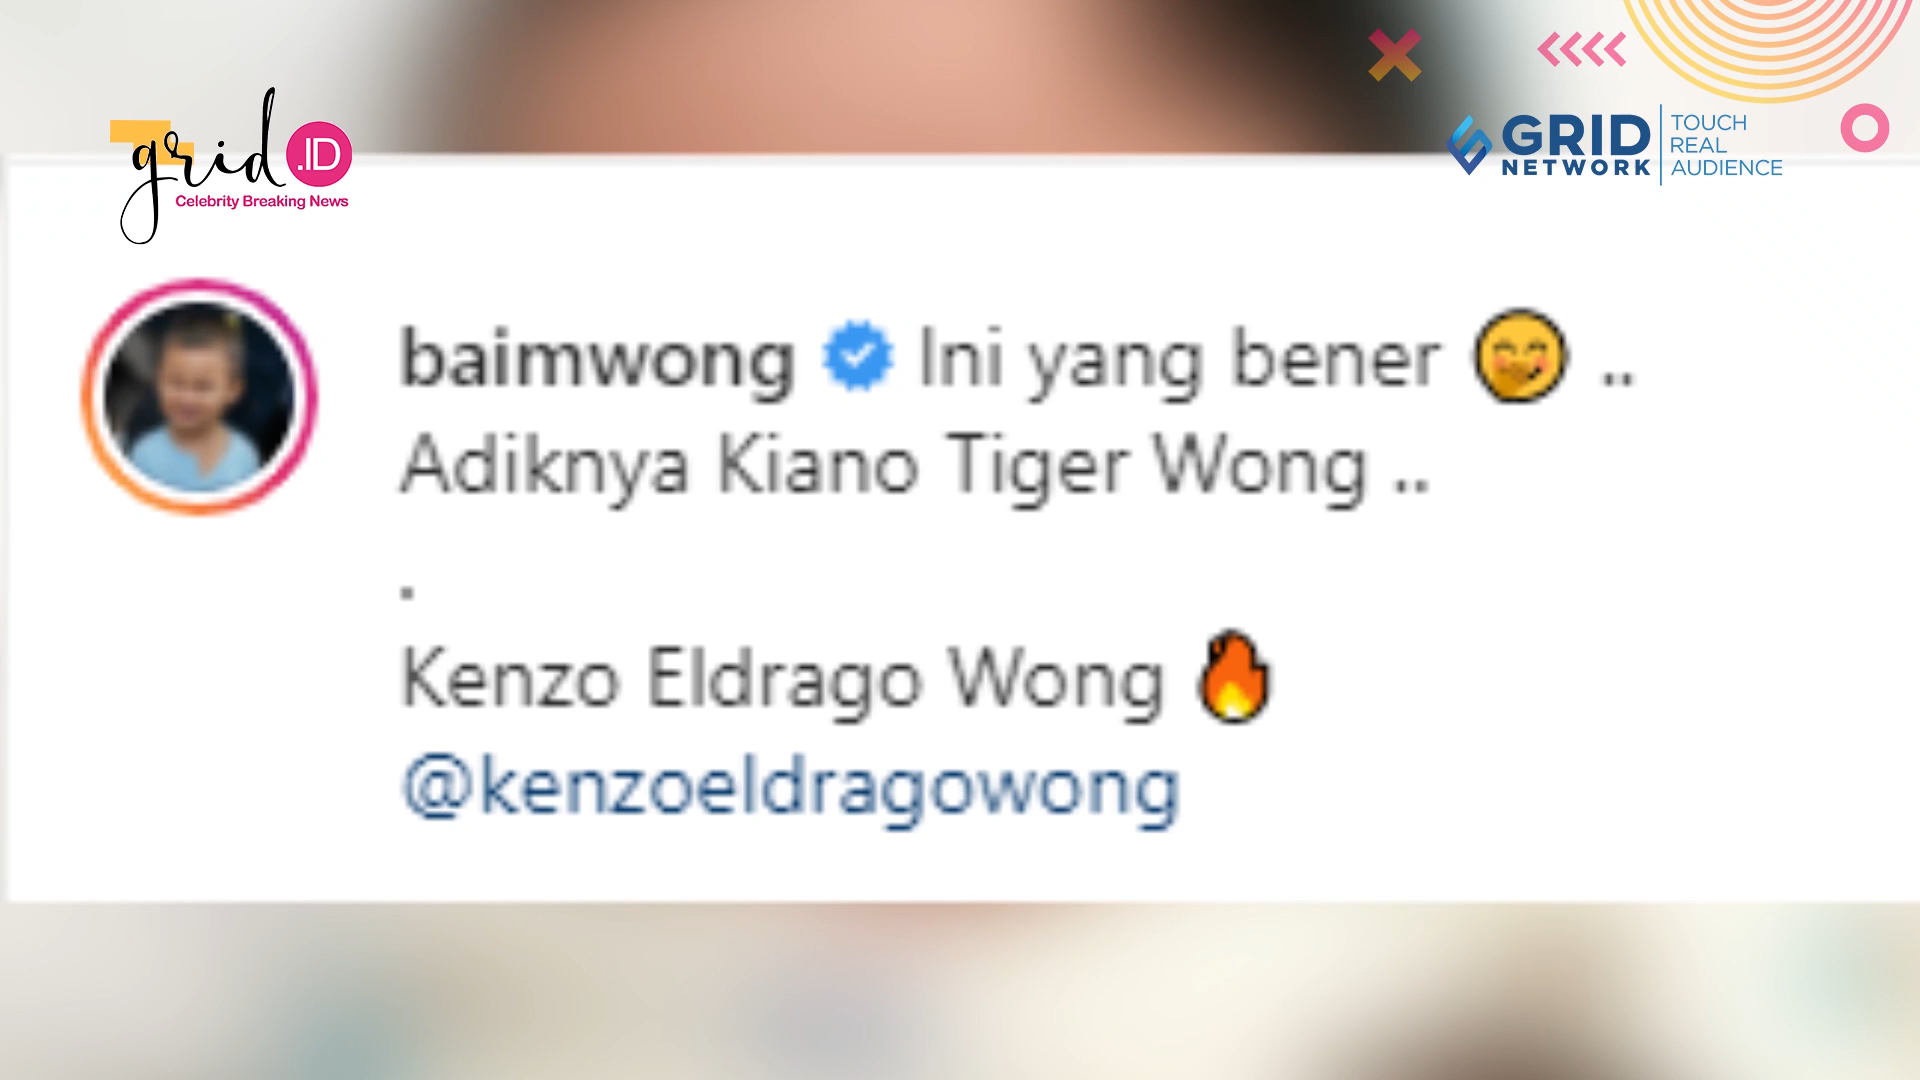 grid .ID
Celebrity Breaking News
GRID
NETWORK
TOUCH
REAL
AUDIENCE
baimwong Ini yang bener 🤭 ..
Adiknya Kiano Tiger Wong ..
.
Kenzo Eldrago Wong 🔥
@kenzoeldragowong